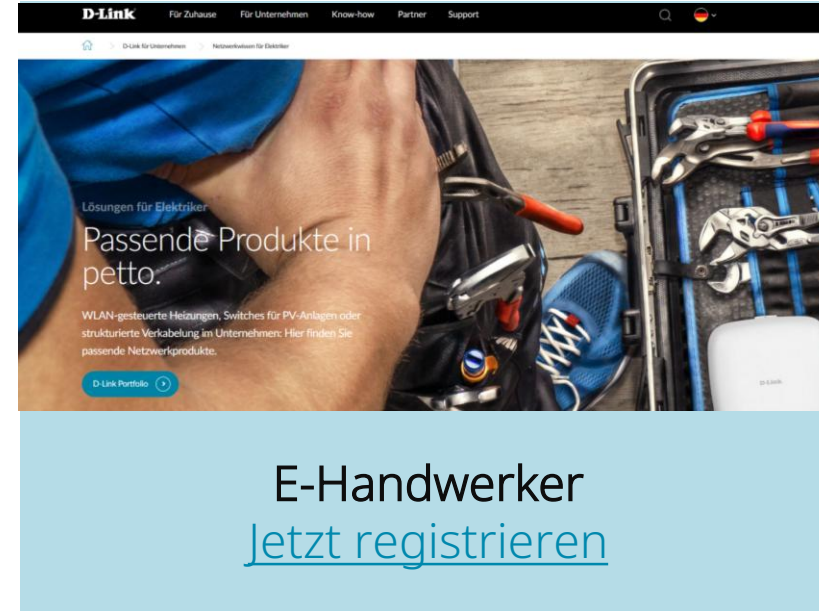 D-Link Für Zuhause Für Unternehmen Know-how Partner Support
D-Link für Unternehmen Netzwerkwissen für Elektriker
Lösungen für Elektriker
Passende Produkte in
petto.
WLAN-gesteuerte Heizungen, Switches für PV-Anlagen oder
strukturierte Verkabelung im Unternehmen: Hier finden Sie
passende Netzwerkprodukte.
D-Link Portfolio
D-Link
E-Handwerker
Jetzt registrieren